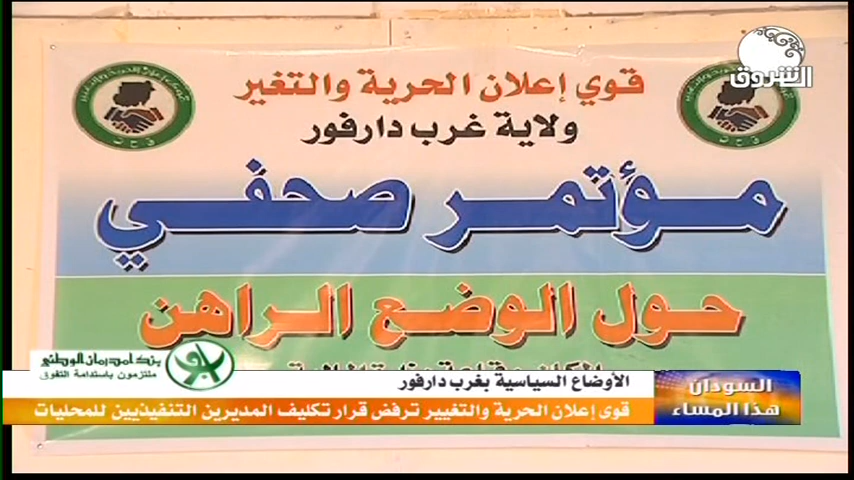 الشروق
قوي إعلان الحرية والتغير
ولاية غرب دارفور
مؤتمر صحفي
حول الوضع الراهن
بنك امدرمان الوطني
ملتزمون باستدامة التفوق
الأوضاع السياسية بغرب دارفور
السودان
هذا المساء
قوى إعلان الحرية والتغيير ترفض قرار تكليف المديرين التنفيذيين للمحليات